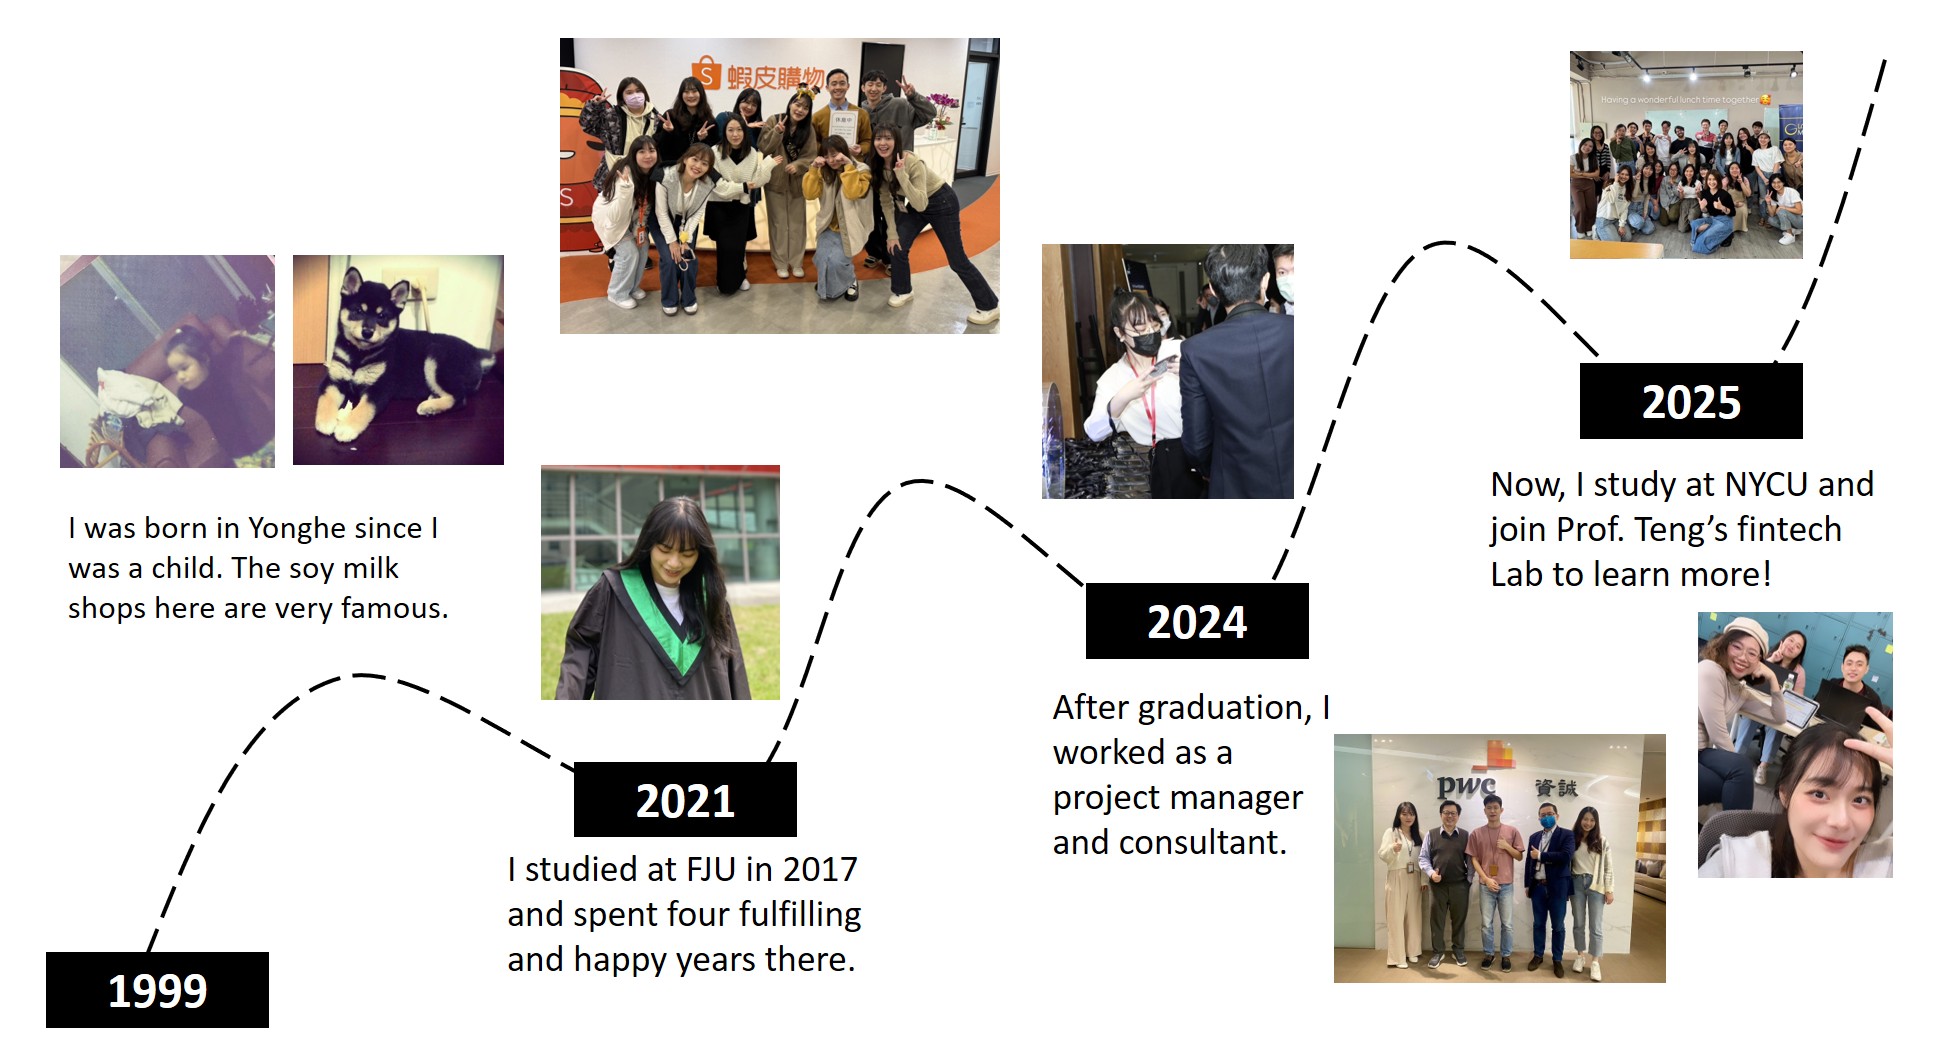 1999
I was born in Yonghe since I
was a child. The soy milk
shops here are very famous.
2021
I studied at FJU in 2017
and spent four fulfilling
and happy years there.
S
蝦皮購物
休推中
S
2024
After graduation, I
worked as a
project manager
and consultant.
pwc 資誠
2025
Now, I study at NYCU and
join Prof. Teng’s fintech
Lab to learn more!
Having a wonderful lunch time together🥰